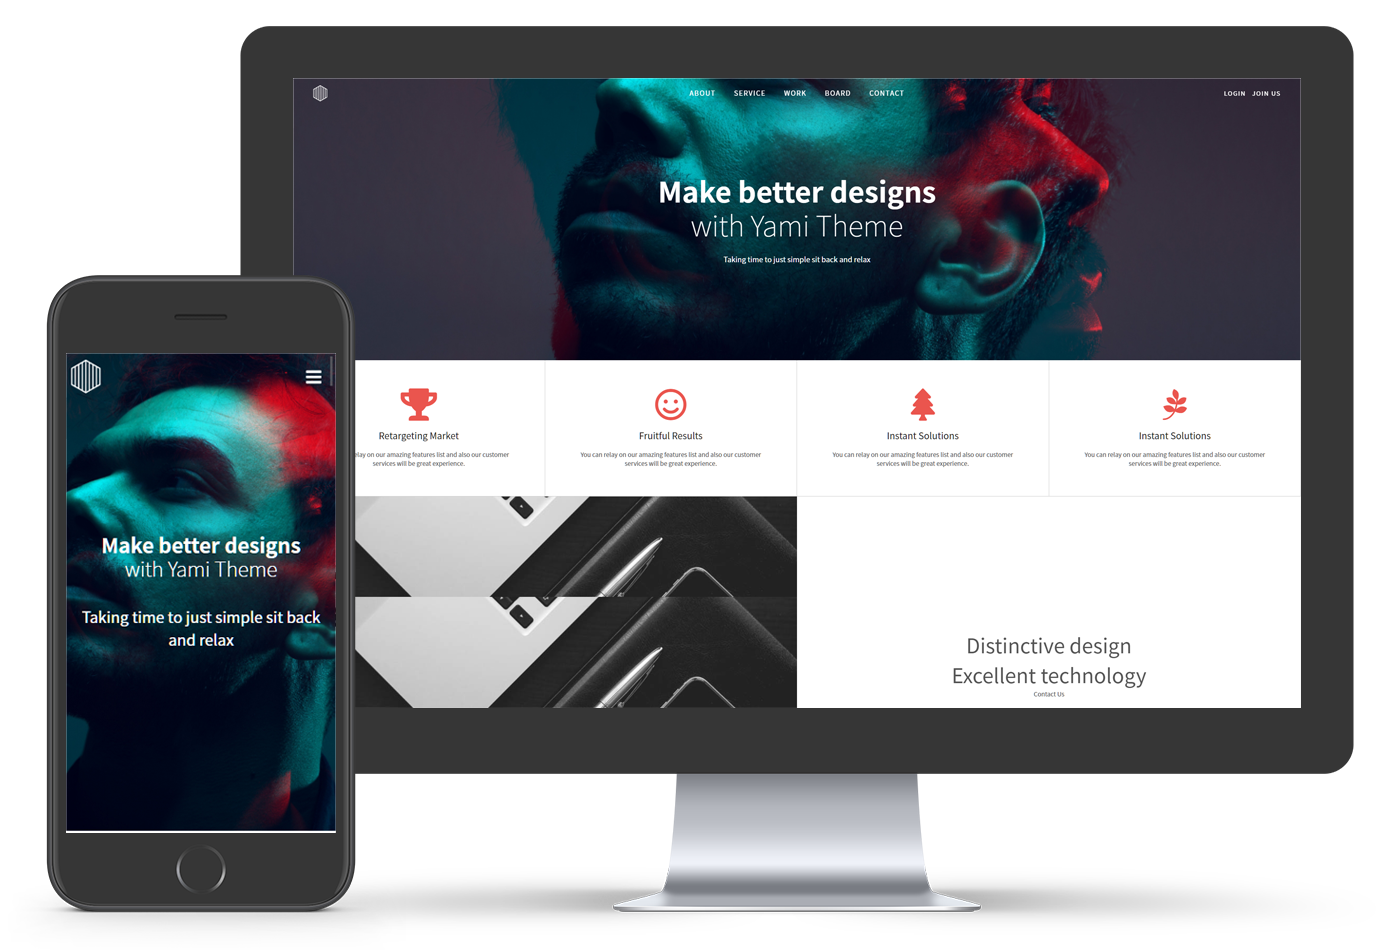 ABOUT SERVICE WORK BOARD CONTACT
LOGIN JOIN US
Make better designs
with Yami Theme
Taking time to just simple sit back and relax
Retargeting Market
on our amazing features list and also our customer
services will be great experience.
Fruitful Results
You can relay on our amazing features list and also our customer
services will be great experience.
Instant Solutions
You can relay on our amazing features list and also our customer
services will be great experience.
Instant Solutions
You can relay on our amazing features list and also our customer
services will be great experience.
Distinctive design
Excellent technology
Contact Us
Make better designs
with Yami Theme
Taking time to just simple sit back
and relax